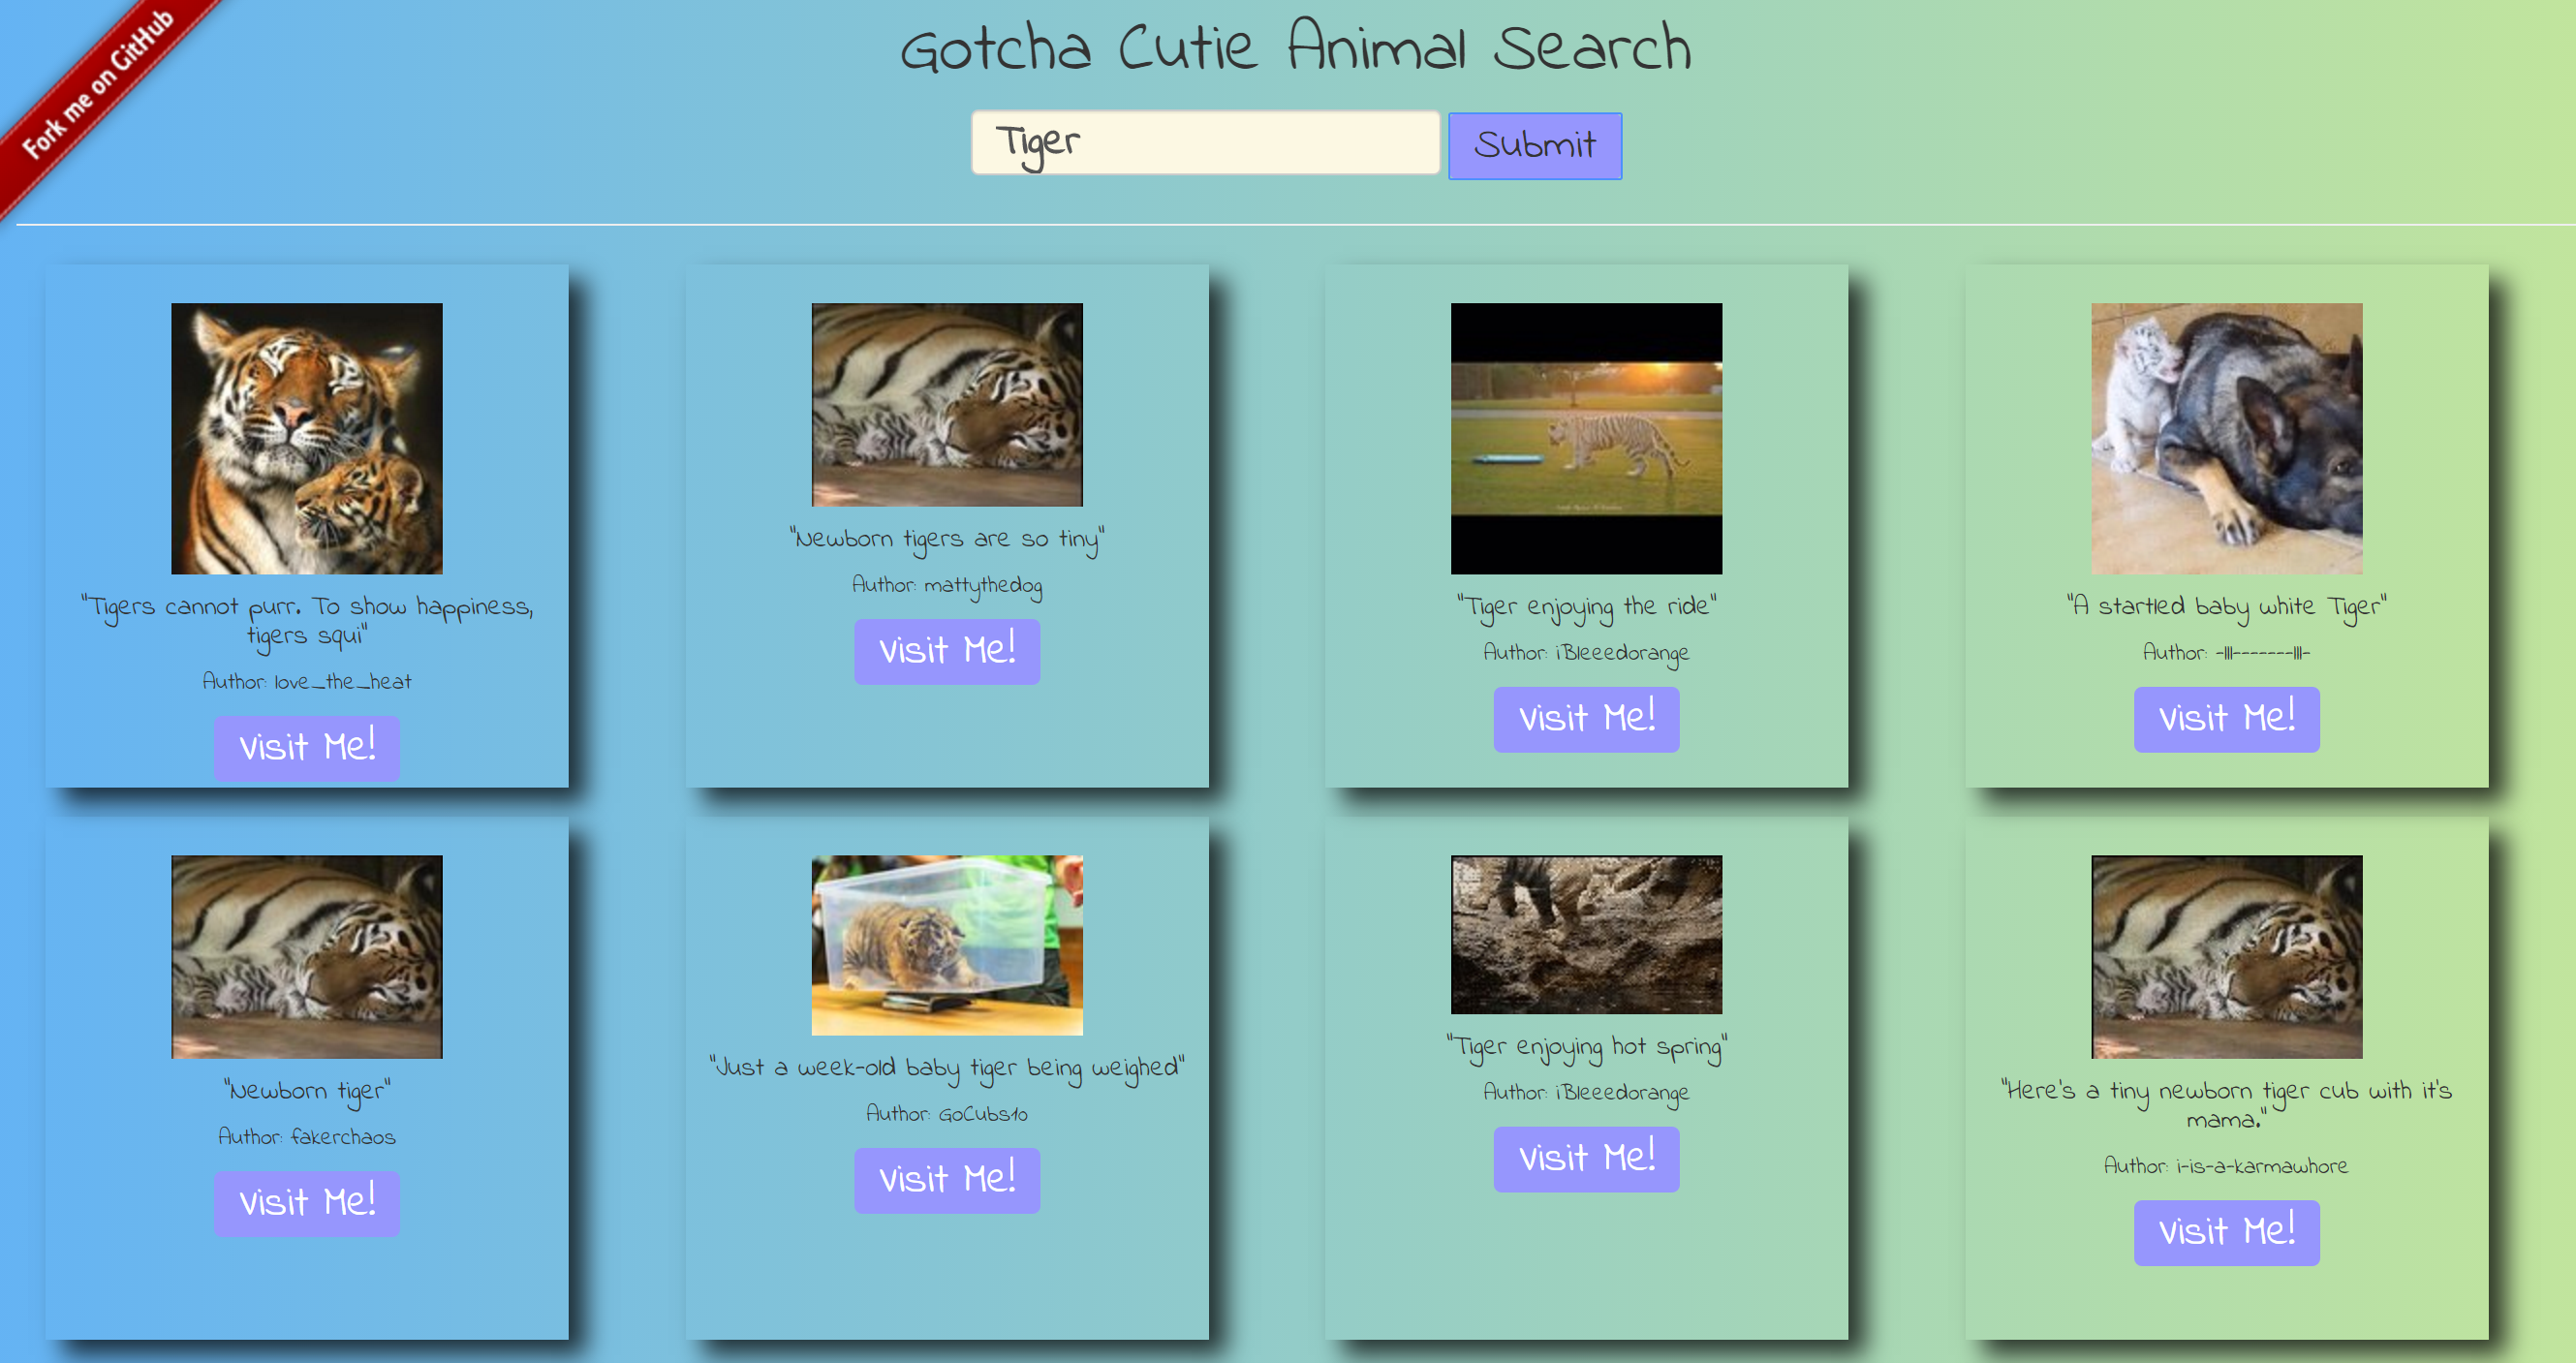 Fork me on GitHub
Gotcha Cutie Animal Search
Tiger
Submit
"Tigers cannot purr. To show happiness,
tigers squi"
Author: love_the_heat
Visit Me!
"Newborn tigers are so tiny"
Author: mattythedog
Visit Me!
"Tiger enjoying the ride"
Author: iBleeedorange
Visit Me!
"A startled baby white Tiger"
Author: -lll-------lll-
Visit Me!
"Newborn tiger"
Author: fakerchaos
Visit Me!
"Just a week-old baby tiger being weighed"
Author: GoCubs10
Visit Me!
"Tiger enjoying hot spring"
Author: iBleeedorange
Visit Me!
"Here's a tiny newborn tiger cub with it's
mama."
Author: i-is-a-karmawhore
Visit Me!